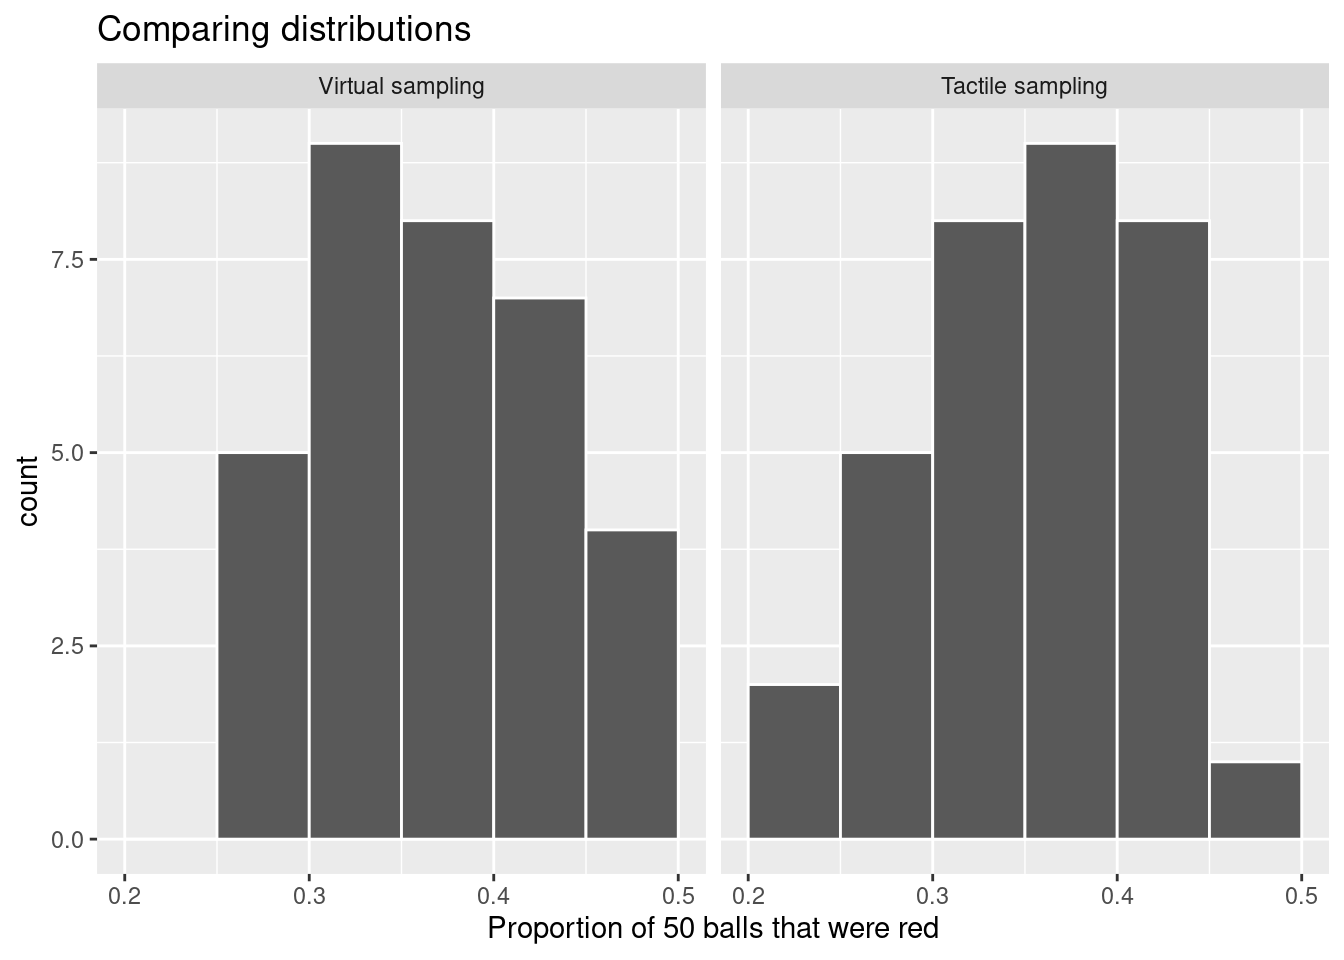 Comparing distributions
Virtual sampling
Tactile sampling
count
7.5
5.0
2.5
0.0
0.2 0.3 0.4 0.5
0.2 0.3 0.4 0.5
Proportion of 50 balls that were red